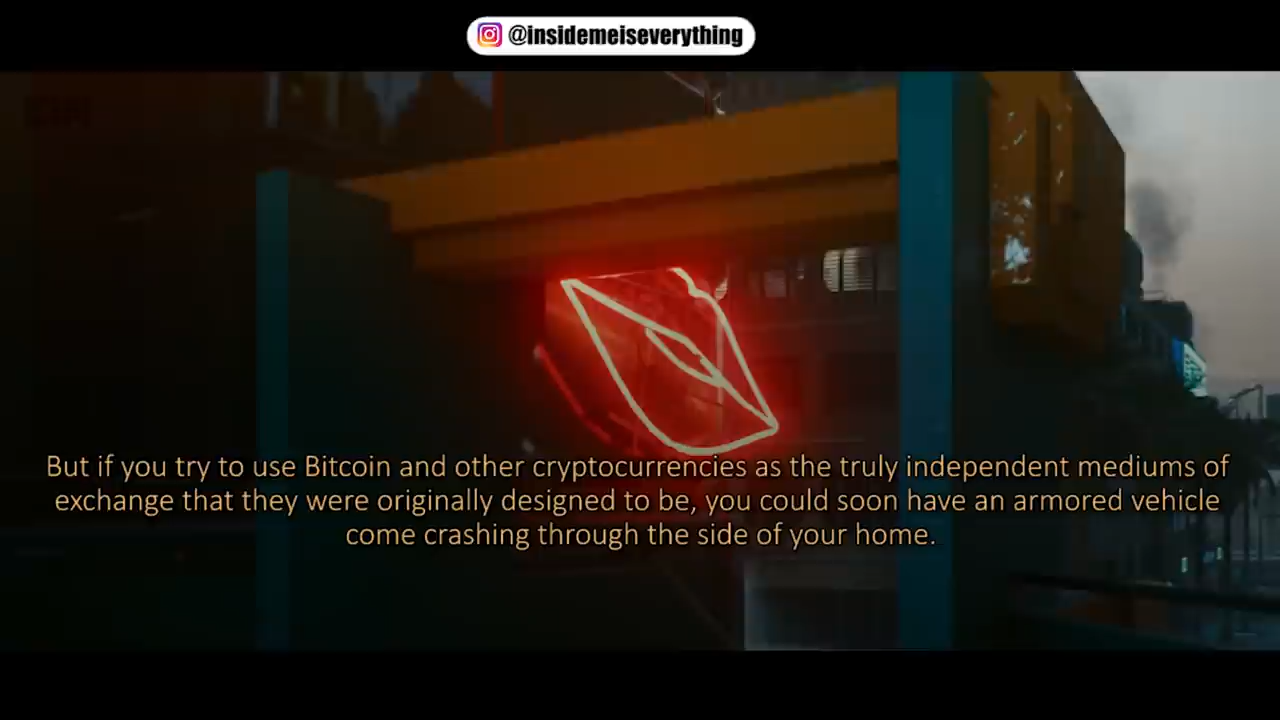 @insidemeiseverything
But if you try to use Bitcoin and other cryptocurrencies as the truly independent mediums of
exchange that they were originally designed to be, you could soon have an armored vehicle
come crashing through the side of your home.